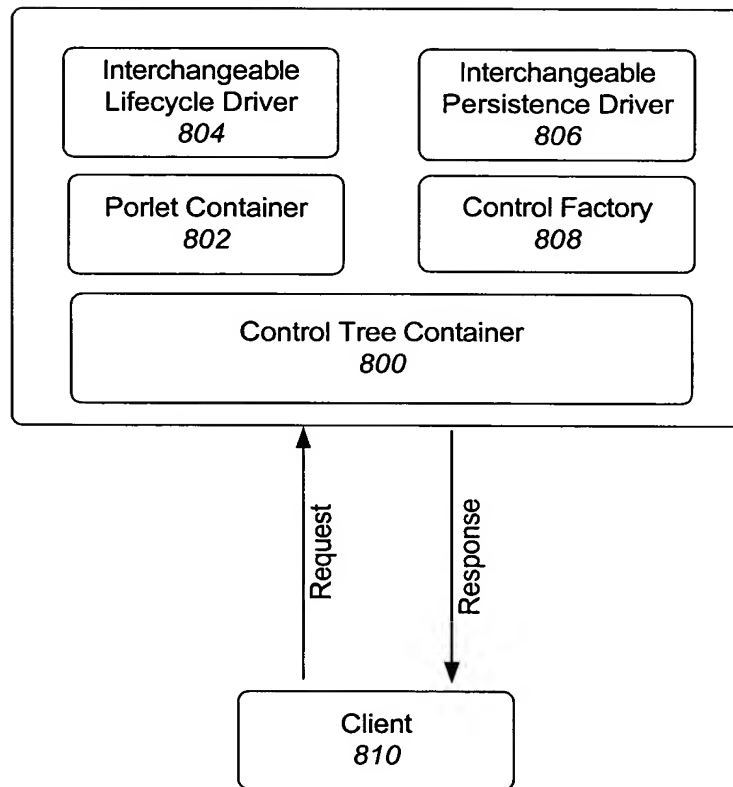 Interchangeable
Lifecycle Driver
804
Interchangeable
Persistence Driver
806
Porlet Container
802
Control Factory
808
Control Tree Container
800
Request
Response
Client
810